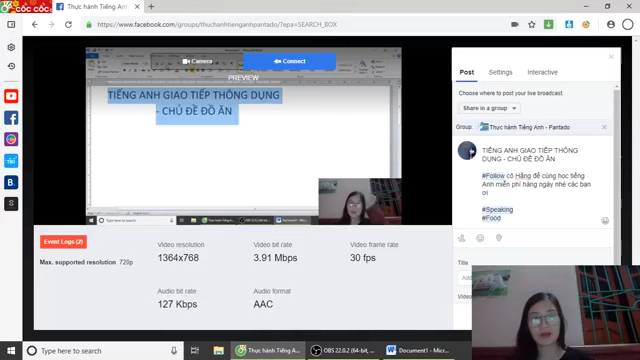 CỐC CỐC
Thực hành Tiếng Anh
https://www.facebook.com/groups/thuchanhtienganhpantado/?epa=SEARCH_BOX
Camera
Connect
PREVIEW
TIẾNG ANH GIAO TIẾP THÔNG DỤNG
- CHỦ ĐỀ ĐỒ ĂN
Post
Settings
Interactive
Choose where to post your live broadcast:
Share in a group
Group:
Thực hành Tiếng Anh - Pantado
TIẾNG ANH GIAO TIẾP THÔNG
DỤNG - CHỦ ĐỀ ĐỒ ĂN
#Follow cô Hằng để cùng học tiếng
Anh miễn phí hàng ngày nhé các bạn
ơi
#Speaking
#Food
Event Logs (2)
Max. supported resolution 720p
Video resolution
1364x768
Video bit rate
3.91 Mbps
Video frame rate
30 fps
Audio bit rate
127 Kbps
Audio format
AAC
Title
Add
Type here to search
Thực hành Tiếng Anh...
OBS 22.0.2 (64-bit, ...
Document1 - Micr...